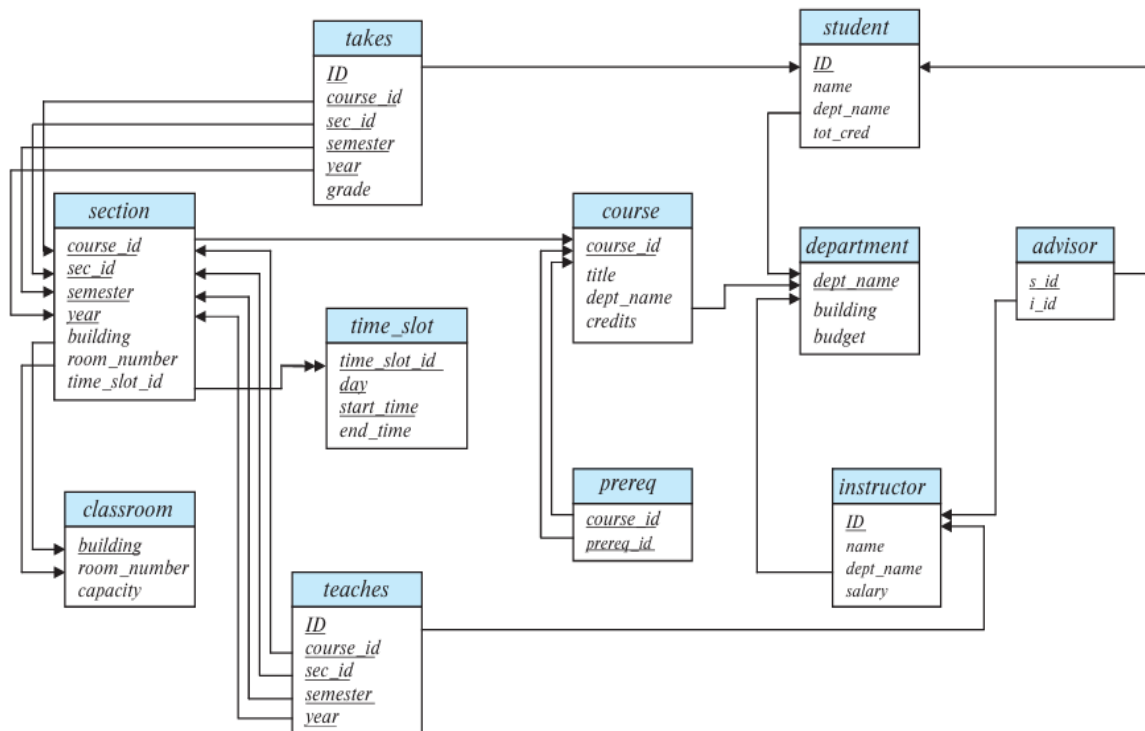 takes
ID
course_id
sec_id
semester
year
grade
student
ID
name
dept_name
tot_cred
section
course_id
sec_id
semester
year
building
room_number
time_slot_id
course
course_id
title
dept_name
credits
department
dept_name
building
budget
advisor
s_id
i_id
time_slot
time_slot_id
day
start_time
end_time
classroom
building
room_number
capacity
prereq
course_id
prereq_id
instructor
ID
name
dept_name
salary
teaches
ID
course_id
sec_id
semester
year